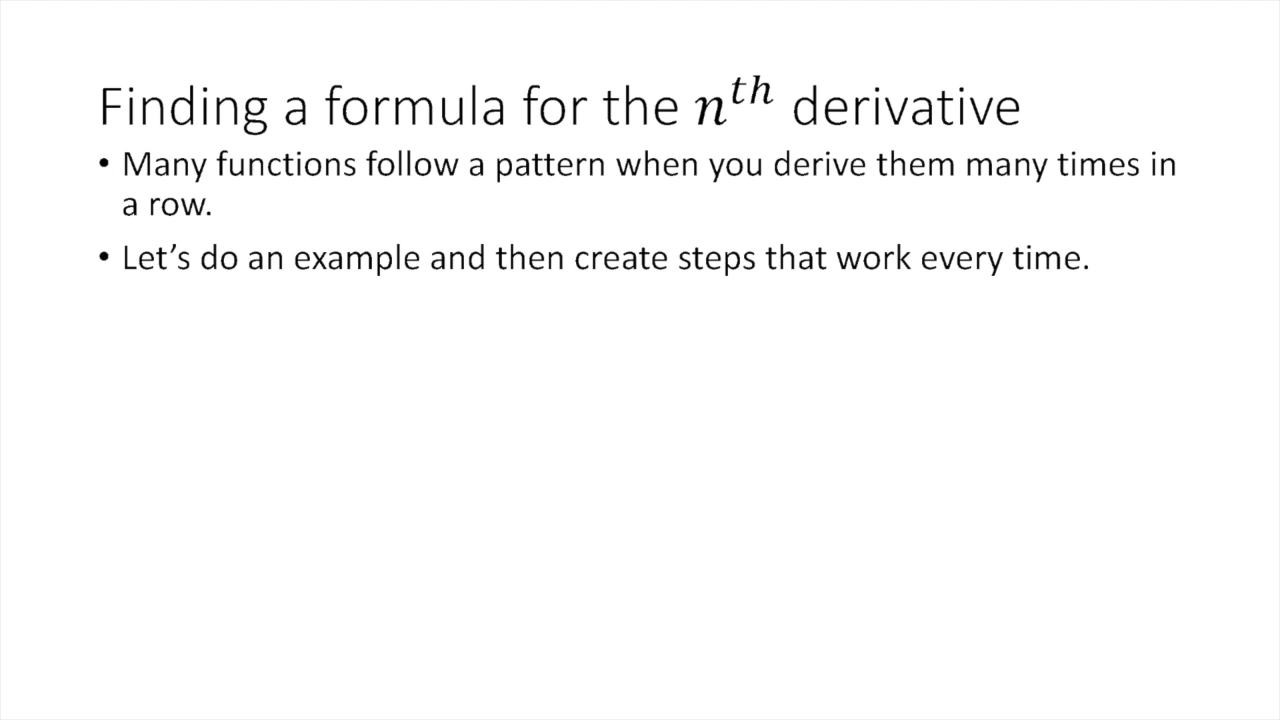 Finding a formula for the $n^{th}$ derivative
• Many functions follow a pattern when you derive them many times in
a row.
• Let’s do an example and then create steps that work every time.